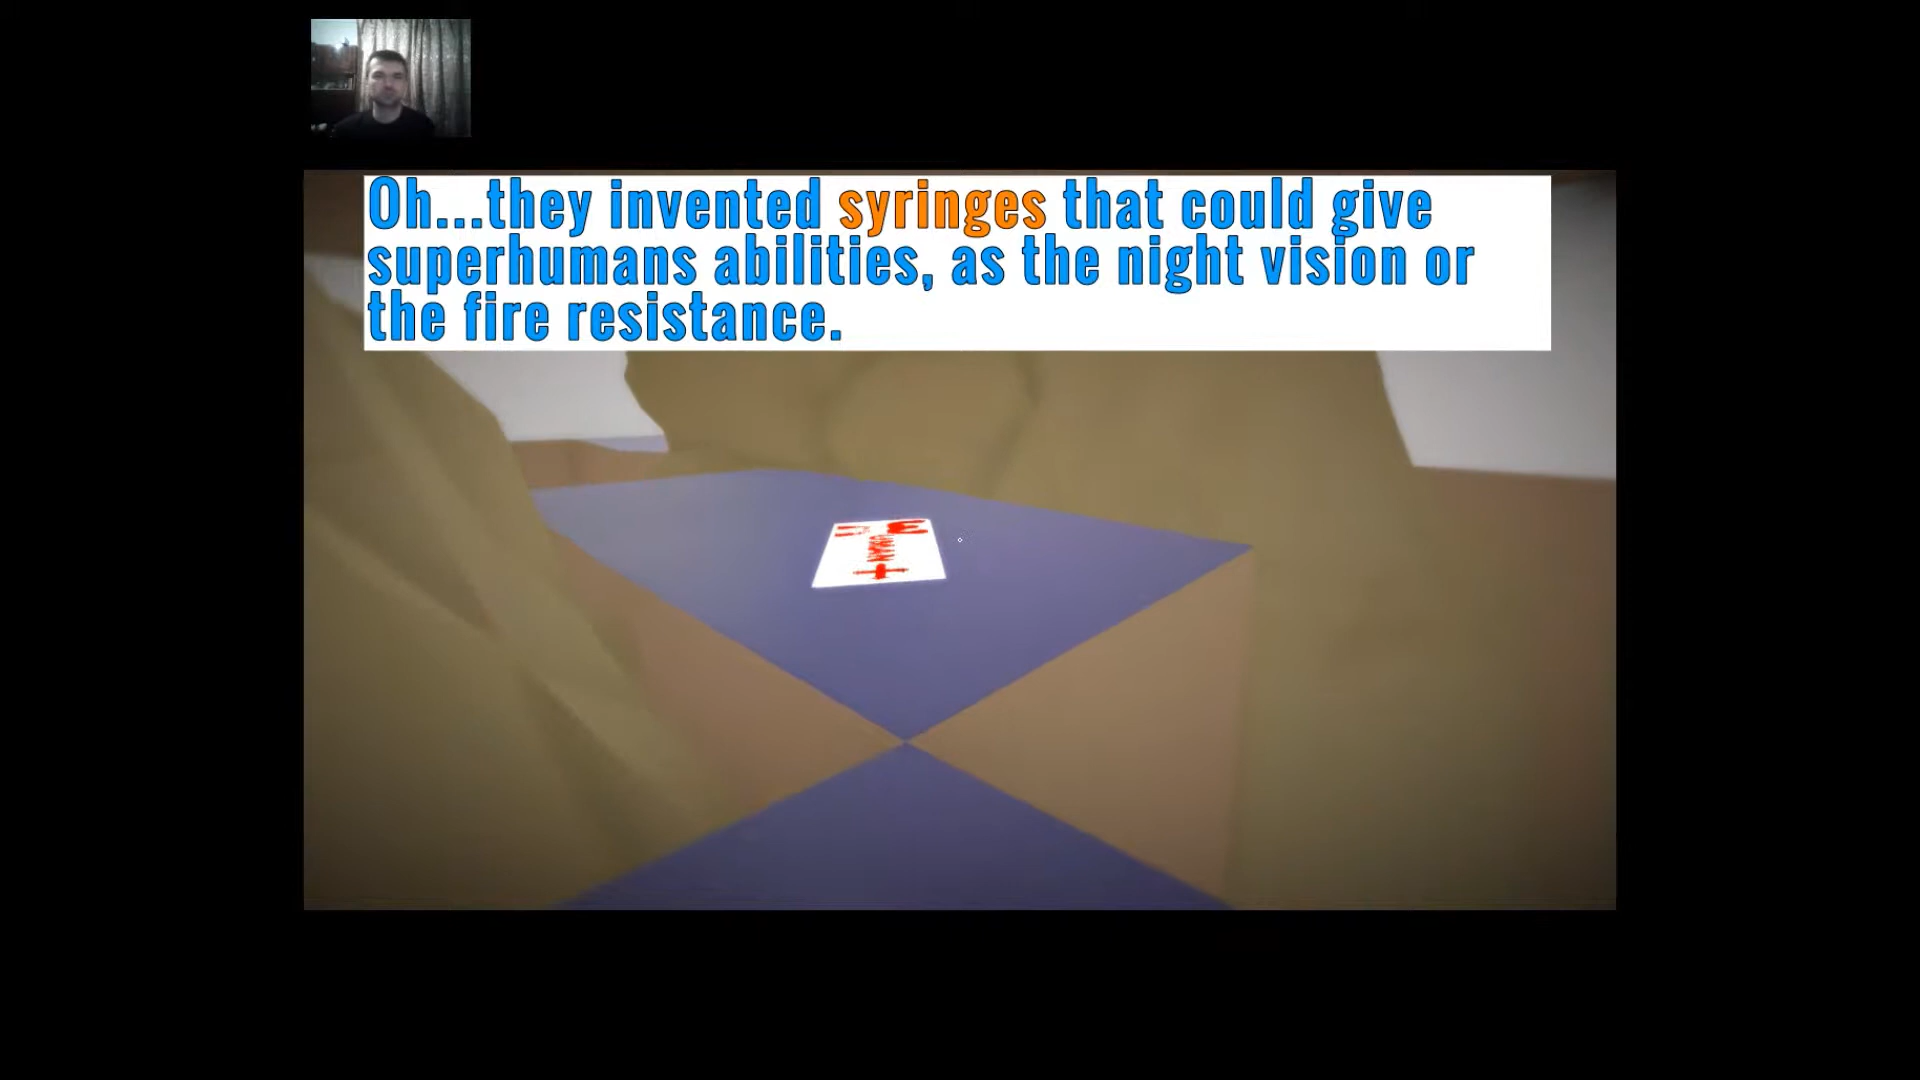 Oh...they invented syringes that could give
superhumans abilities, as the night vision or
the fire resistance.